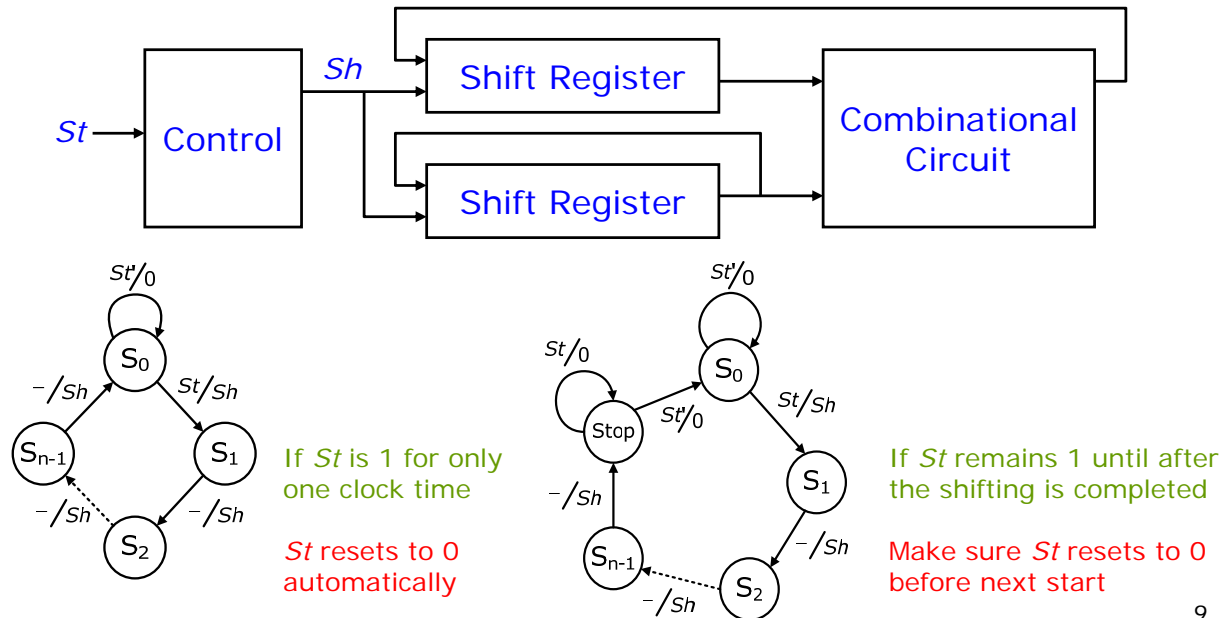 Sh
Shift Register
St
Control
Combinational
Circuit
Shift Register
St'/0
S0
-/Sh
St/Sh
Sn-1
S1
-/Sh
-/Sh
S2
If St is 1 for only
one clock time
St resets to 0
automatically
St'/0
St/0
S0
St/Sh
Stop
St'/0
S1
-/Sh
-/Sh
Sn-1
S2
-/Sh
If St remains 1 until after
the shifting is completed
Make sure St resets to 0
before next start
9